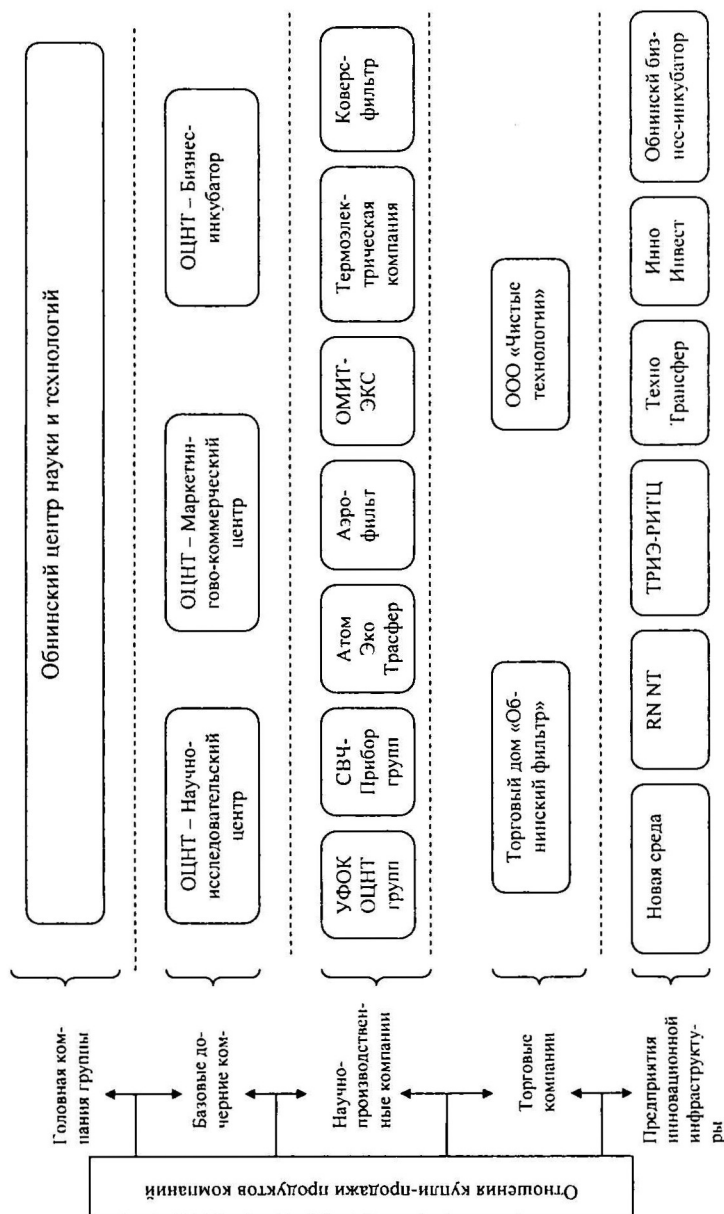 Отношения купли-продажи продуктов компаний
Головная ком-
пания группы
Обнинский центр науки и технологий
Базовые до-
черние ком-
ОЦНТ – Научно-
исследовательский
центр
ОЦНТ – Маркетин-
гово-коммерческий
центр
ОЦНТ – Бизнес-
инкубатор
Научно-
производствен-
ные компании
УФОК
ОЦНТ
групп
СВЧ-
Прибор
групп
Атом
Эко
Трасфер
Аэро-
фильт
ОМИТ-
ЭКС
Термоэлек-
трическая
компания
Коверс-
фильтр
Торговые
компании
Торговый дом «Об-
нинский фильтр»
ООО «Чистые
технологии»
Предприятия
инновационной
инфраструкту-
ры
Новая среда
RN NT
ТРИЭ-РИТЦ
Техно
Трансфер
Инно
Инвест
Обнинскй биз-
нес-инкубатор